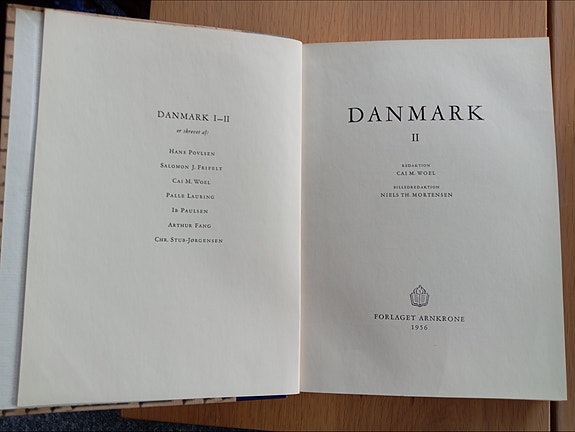 DANMARK I–II
er skrevet af:
HANS POVLSEN
SALOMON J. FRIFELT
CAI M. WOEL
PALLE LAURING
IB PAULSEN
ARTHUR FANG
CHR. STUB-JØRGENSEN
DANMARK
II
REDAKTION
CAI M. WOEL
BILLEDREDAKTION
NIELS TH MORTENSEN
FORLAGET ARNKRONE
1956